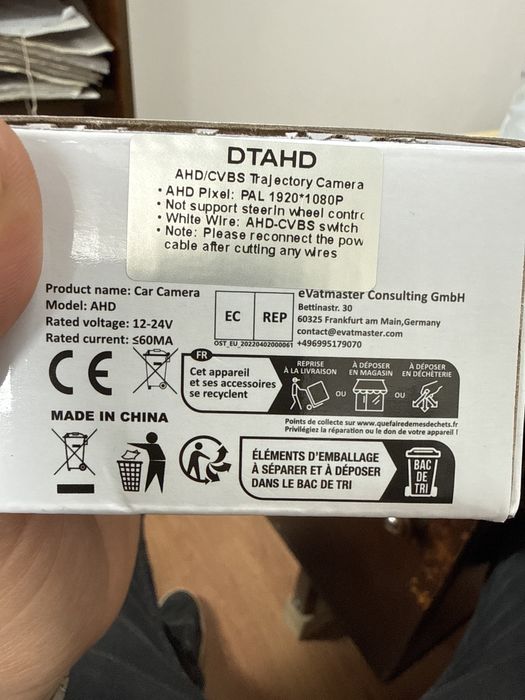 DTAHD
AHD/CVBS Trajectory Camera
• AHD Pixel: PAL 1920*1080P
• Not support steerin wheel contrc
• White Wire: AHD-CVBS switch
• Note: Please reconnect the pow
cable after cutting any wires
Product name: Car Camera
Model: AHD
Rated voltage: 12-24V
Rated current: ≤60MA
EC REP
OST_EU_20220402000061
eVatmaster Consulting GmbH
Bettinastr. 30
60325 Frankfurt am Main,Germany
contact@evatmaster.com
+496995179070
CE
FR
Cet appareil
et ses accessoires
se recyclent
REPRISE
À LA LIVRAISON
OU
À DÉPOSER
EN MAGASIN
OU
À DÉPOSER
EN DÉCHÈTERIE
Points de collecte sur www.quefairedemesdechets.fr
Privilégiez la réparation ou le don de votre appareil !
MADE IN CHINA
ÉLÉMENTS D'EMBALLAGE
À SÉPARER ET À DÉPOSER
DANS LE BAC DE TRI
BAC
DE
TRI